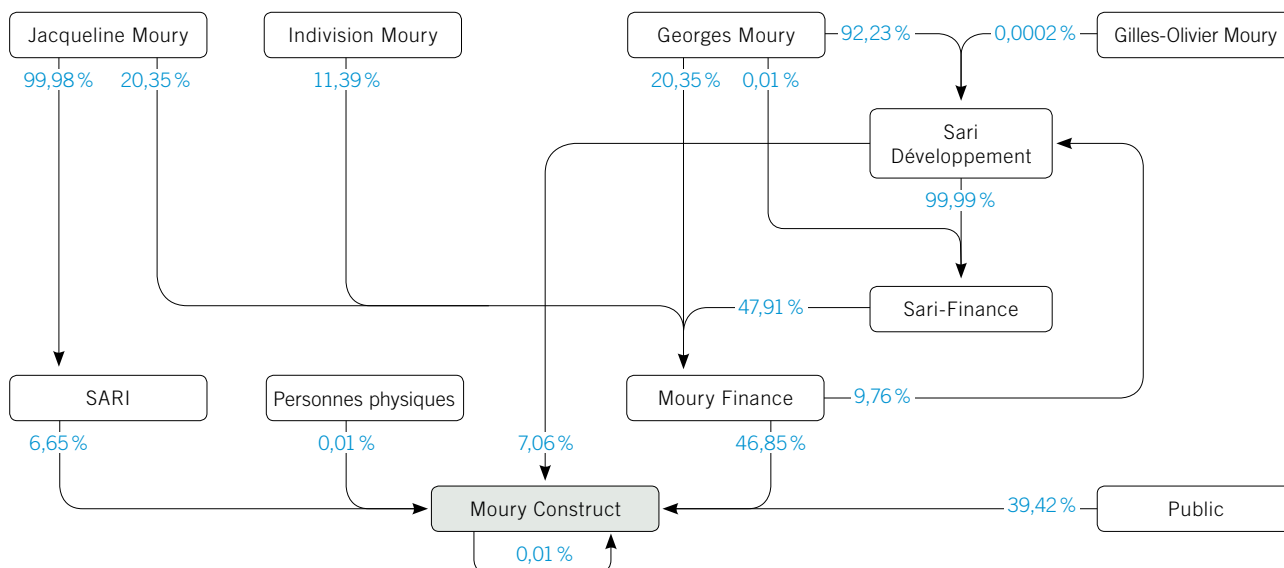 Jacqueline Moury
Indivision Moury
Georges Moury
92,23 %
0,0002 %
Gilles-Olivier Moury
99,98 %
20,35 %
11,39 %
20,35 %
0,01 %
Sari
Développement
99,99 %
47,91 %
Sari-Finance
SARI
Personnes physiques
Moury Finance
9,76 %
6,65 %
0,01 %
7,06 %
46,85 %
Moury Construct
39,42 %
Public
0,01 %